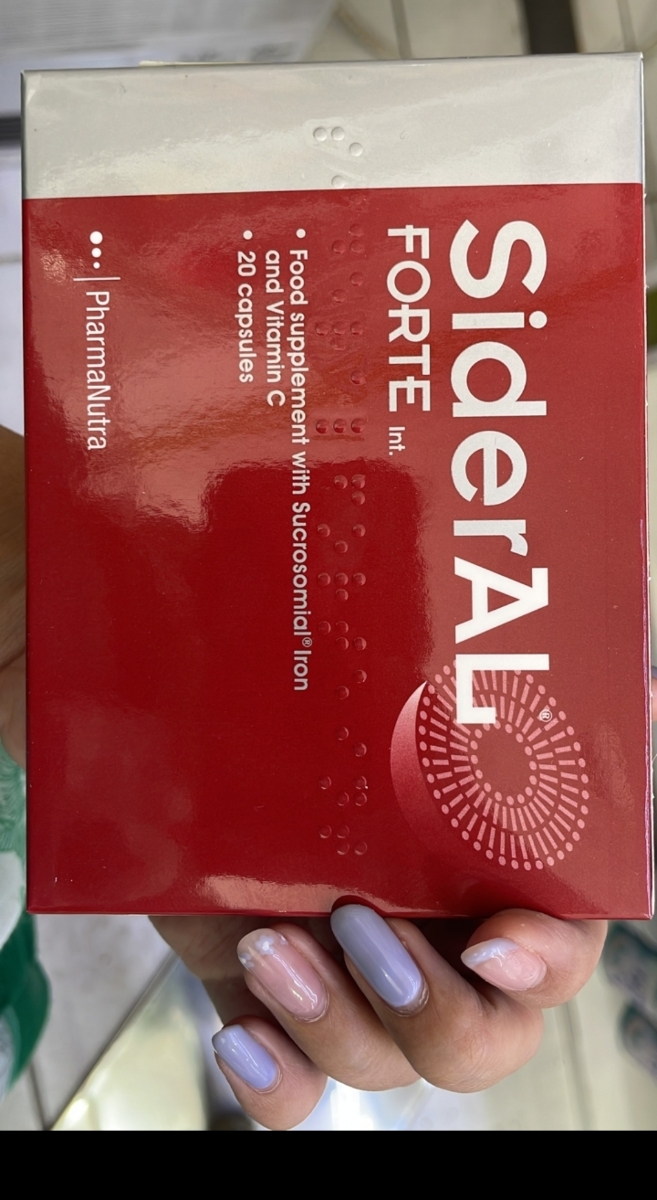 SiderAL®
FORTE Int.
• Food supplement with Sucrosomial® Iron
and Vitamin C
• 20 capsules
PharmaNutra